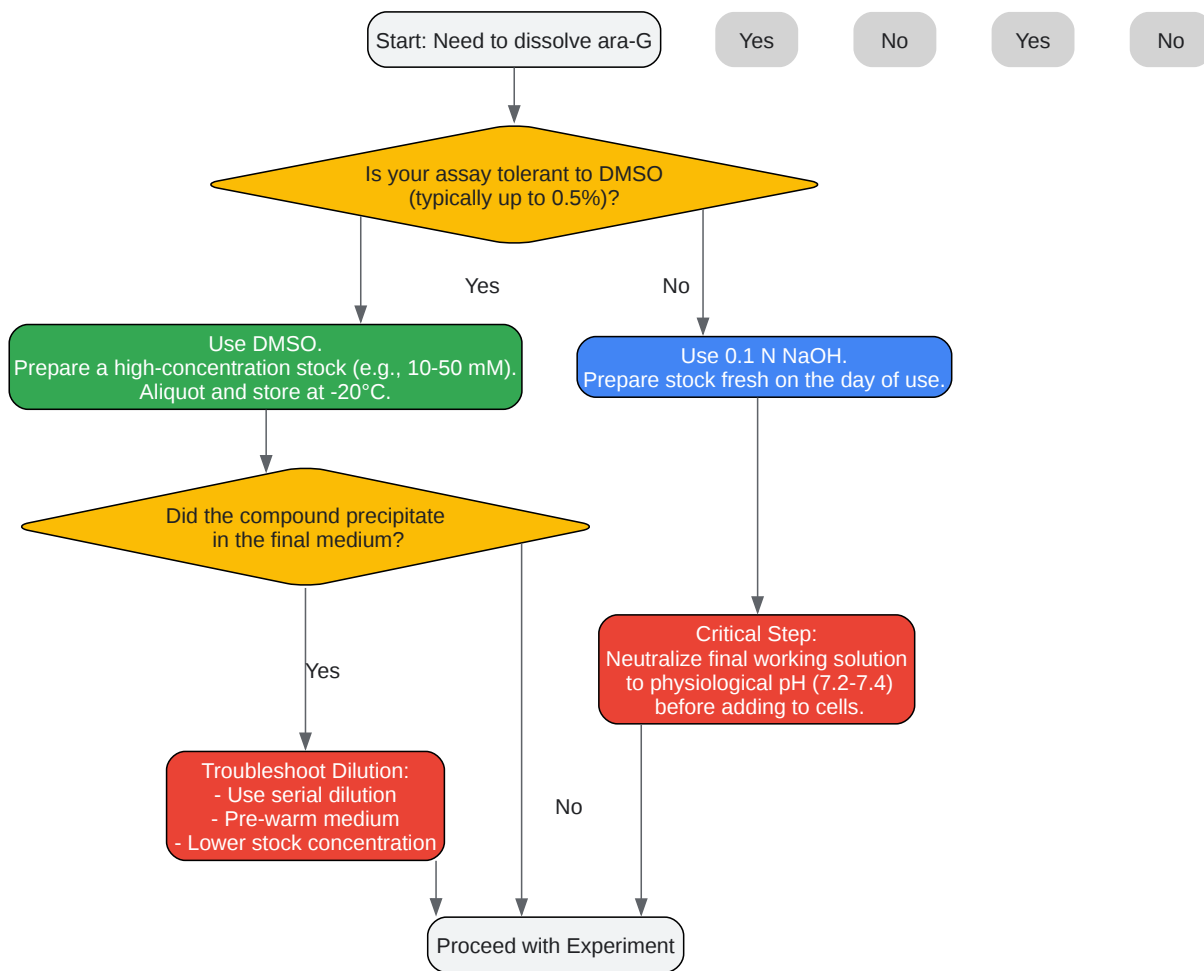 Start: Need to dissolve ara-G
Yes
No
Yes
No
Is your assay tolerant to DMSO
(typically up to 0.5%)?
Yes
No
Use DMSO.
Prepare a high-concentration stock (e.g., 10-50 mM).
Aliquot and store at -20°C.
Use 0.1 N NaOH.
Prepare stock fresh on the day of use.
Did the compound precipitate
in the final medium?
Critical Step:
Neutralize final working solution
to physiological pH (7.2-7.4)
before adding to cells.
Yes
Troubleshoot Dilution:
- Use serial dilution
- Pre-warm medium
- Lower stock concentration
No
Proceed with Experiment